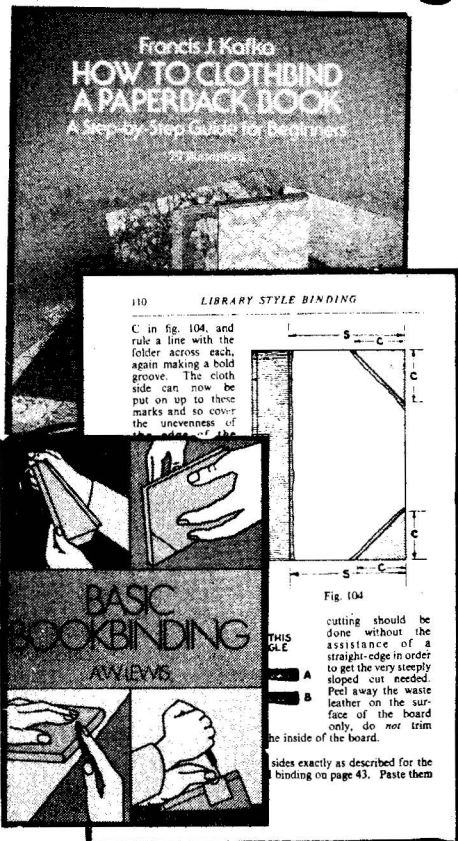 Francis J. Kafka
HOW TO CLOTHBIND
A PAPERBACK BOOK
A Step-by-Step Guide for Beginners
110 LIBRARY STYLE BINDING
C in fig. 104, and
rule a line with the
folder across each,
again making a bold
groove. The cloth
side can now be
put on up to these
marks and so cover
the unevenness of
the edge of the
S
C
C
C
S
C
Fig. 104
BASIC
BOOKBINDING
A.W. LEWIS
THIS
GLE
A
B
cutting should be
done without the
assistance of a
straight-edge in order
to get the very steeply
sloped cut needed.
Peel away the waste
leather on the sur-
face of the board
only, do not trim
he inside of the board.
sides exactly as described for the
binding on page 43. Paste them